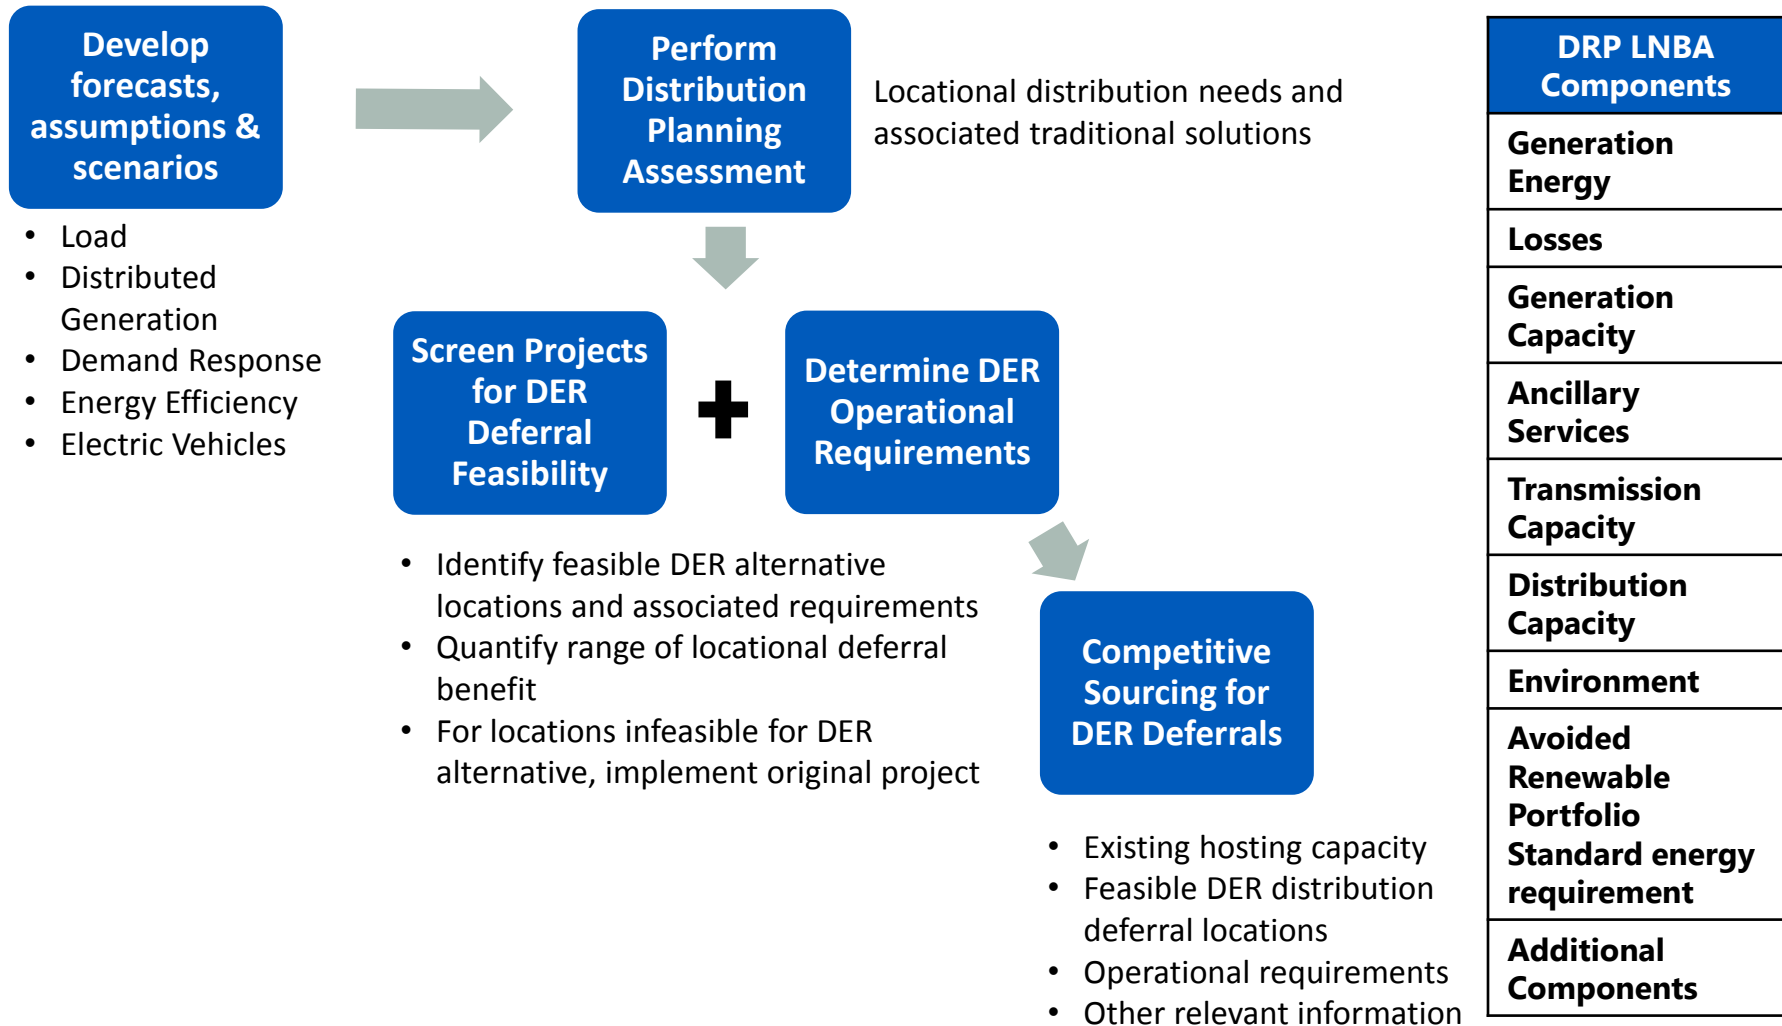 Develop
forecasts,
assumptions &
scenarios
• Load
• Distributed
Generation
• Demand Response
• Energy Efficiency
• Electric Vehicles
Perform
Distribution
Planning
Assessment
Locational distribution needs and
associated traditional solutions
Screen Projects
for DER
Deferral
Feasibility
Determine DER
Operational
Requirements
• Identify feasible DER alternative
locations and associated requirements
• Quantify range of locational deferral
benefit
• For locations infeasible for DER
alternative, implement original project
Competitive
Sourcing for
DER Deferrals
• Existing hosting capacity
• Feasible DER distribution
deferral locations
• Operational requirements
• Other relevant information
DRP LNBA
Components
Generation
Energy
Losses
Generation
Capacity
Ancillary
Services
Transmission
Capacity
Distribution
Capacity
Environment
Avoided
Renewable
Portfolio
Standard energy
requirement
Additional
Components